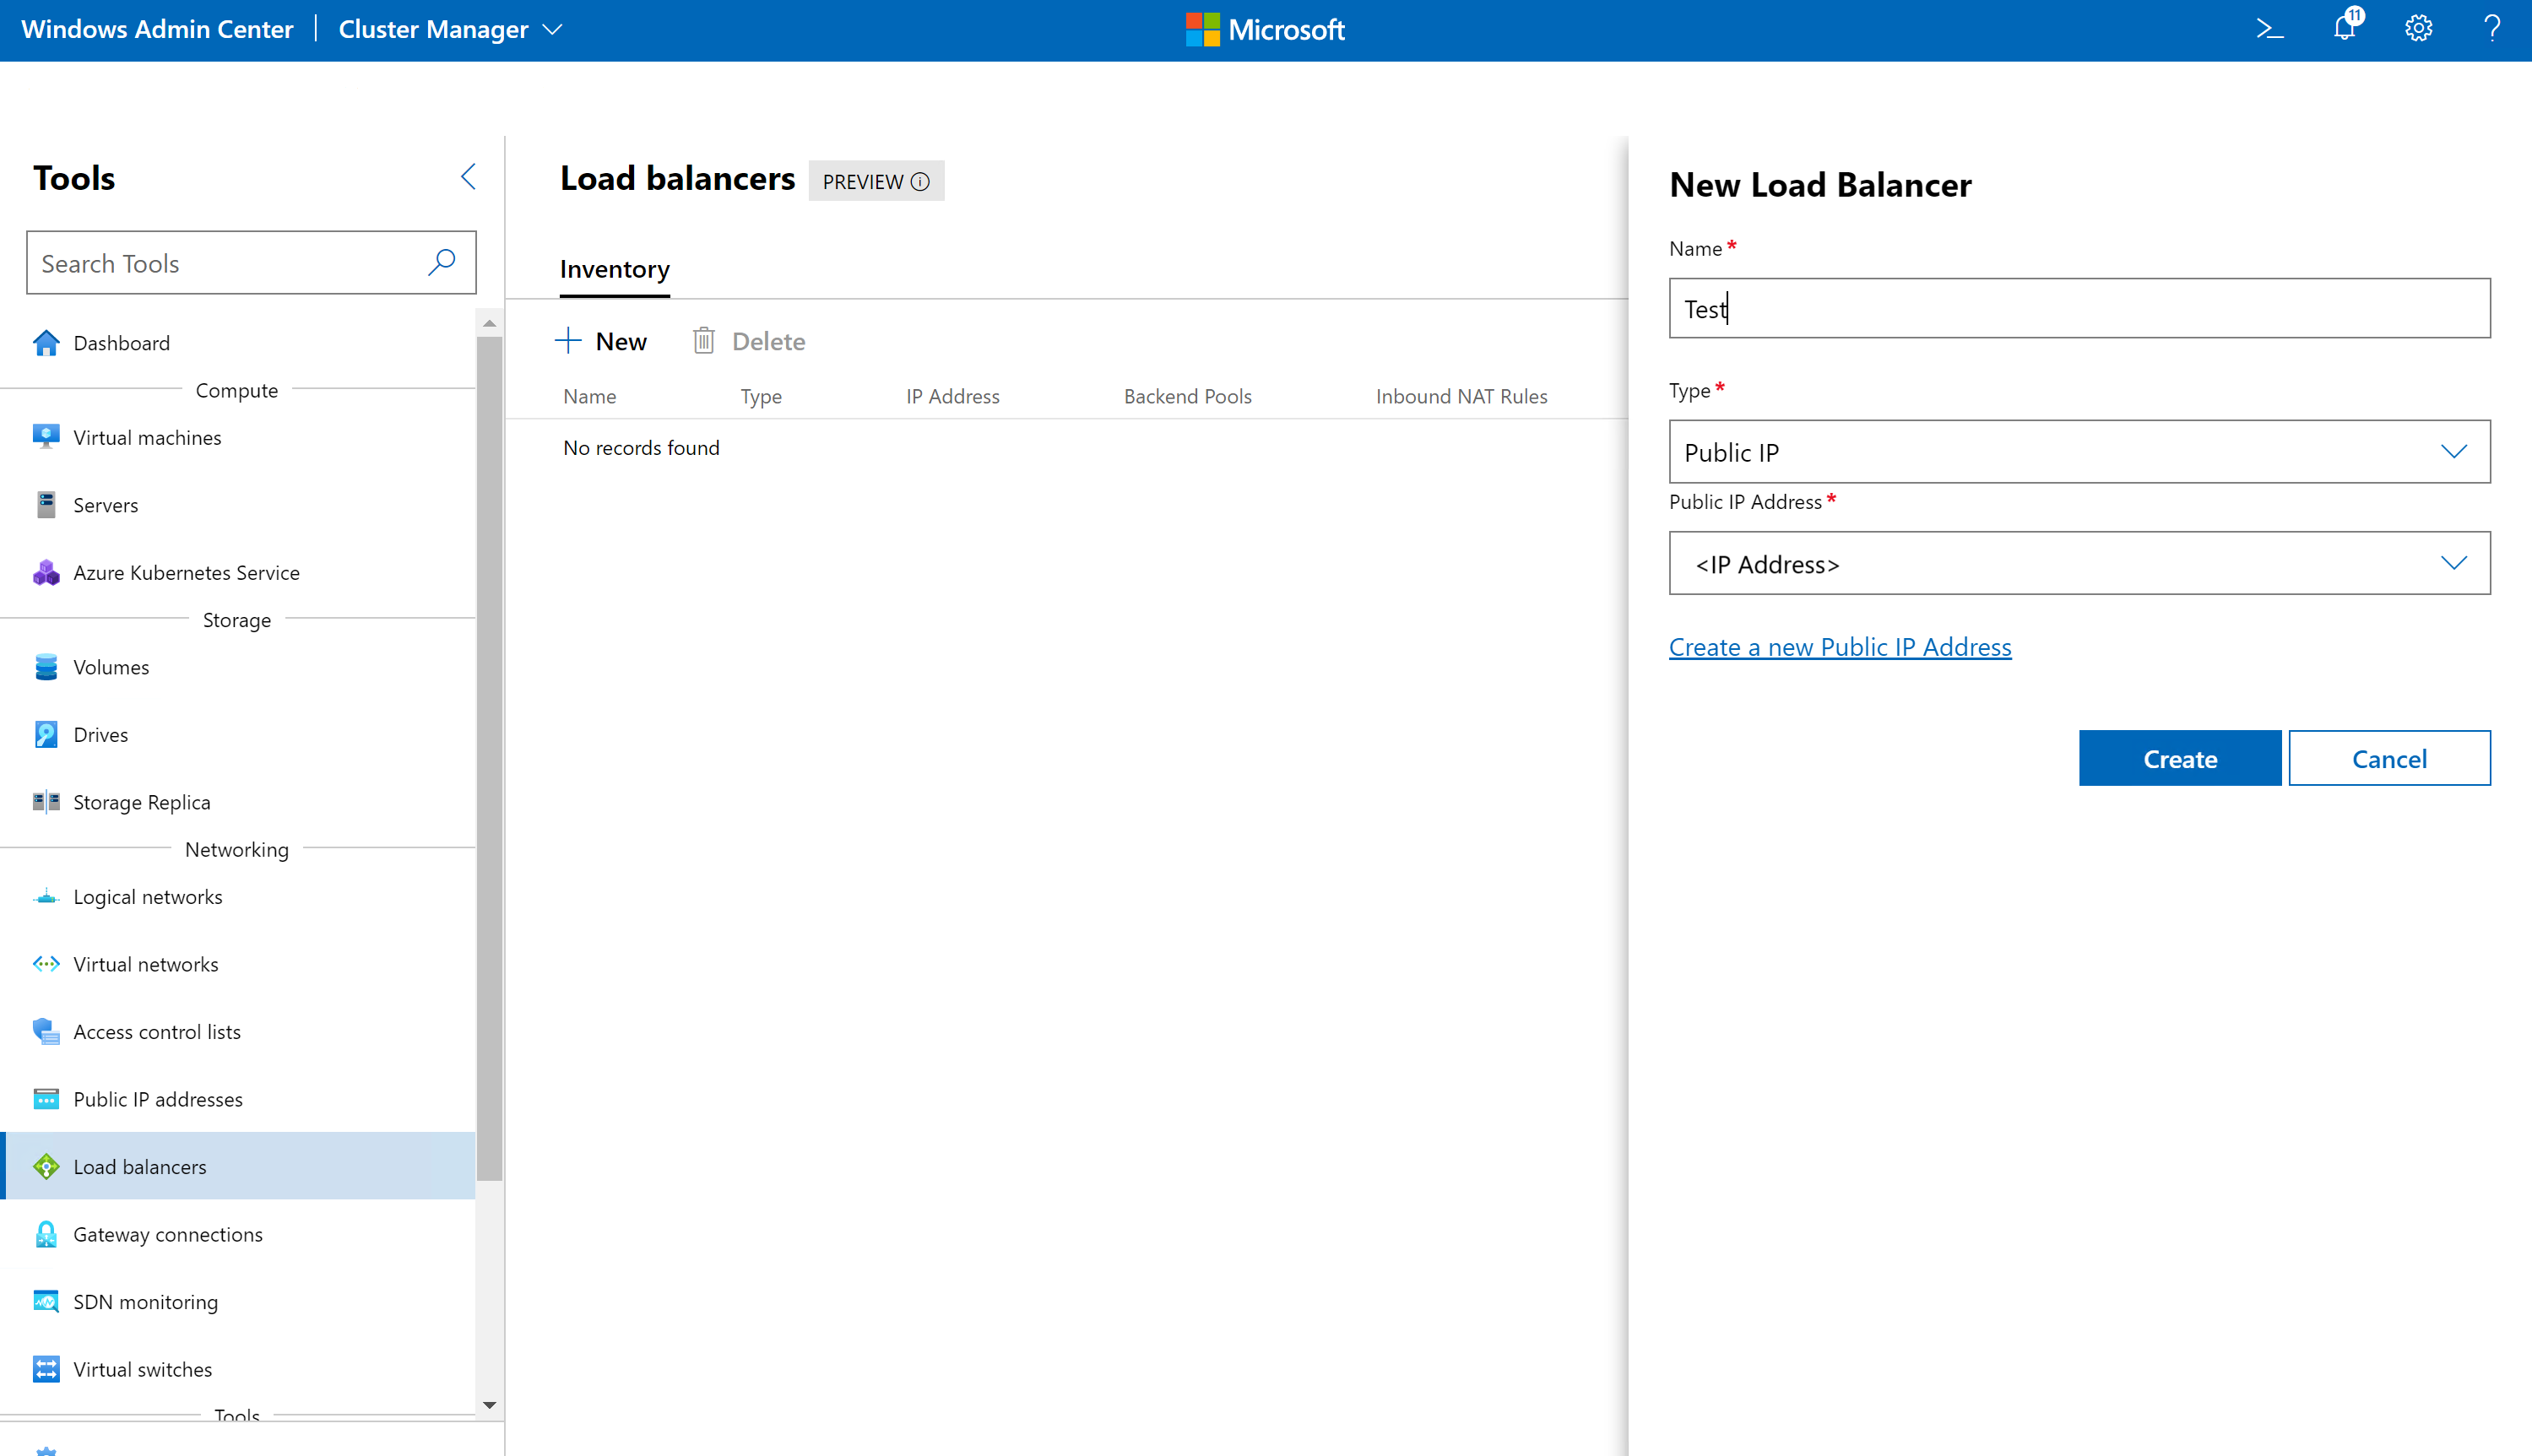 Windows Admin Center
Cluster Manager
Microsoft
11
Tools
Search Tools
Dashboard
Compute
Virtual machines
Servers
Azure Kubernetes Service
Storage
Volumes
Drives
Storage Replica
Networking
Logical networks
Virtual networks
Access control lists
Public IP addresses
Load balancers
Gateway connections
SDN monitoring
Virtual switches
Tools
Load balancers
PREVIEW
Inventory
New
Delete
Name Type IP Address Backend Pools Inbound NAT Rules
No records found
New Load Balancer
Name*
Test
Type*
Public IP
Public IP Address*
<IP Address>
Create a new Public IP Address
Create
Cancel